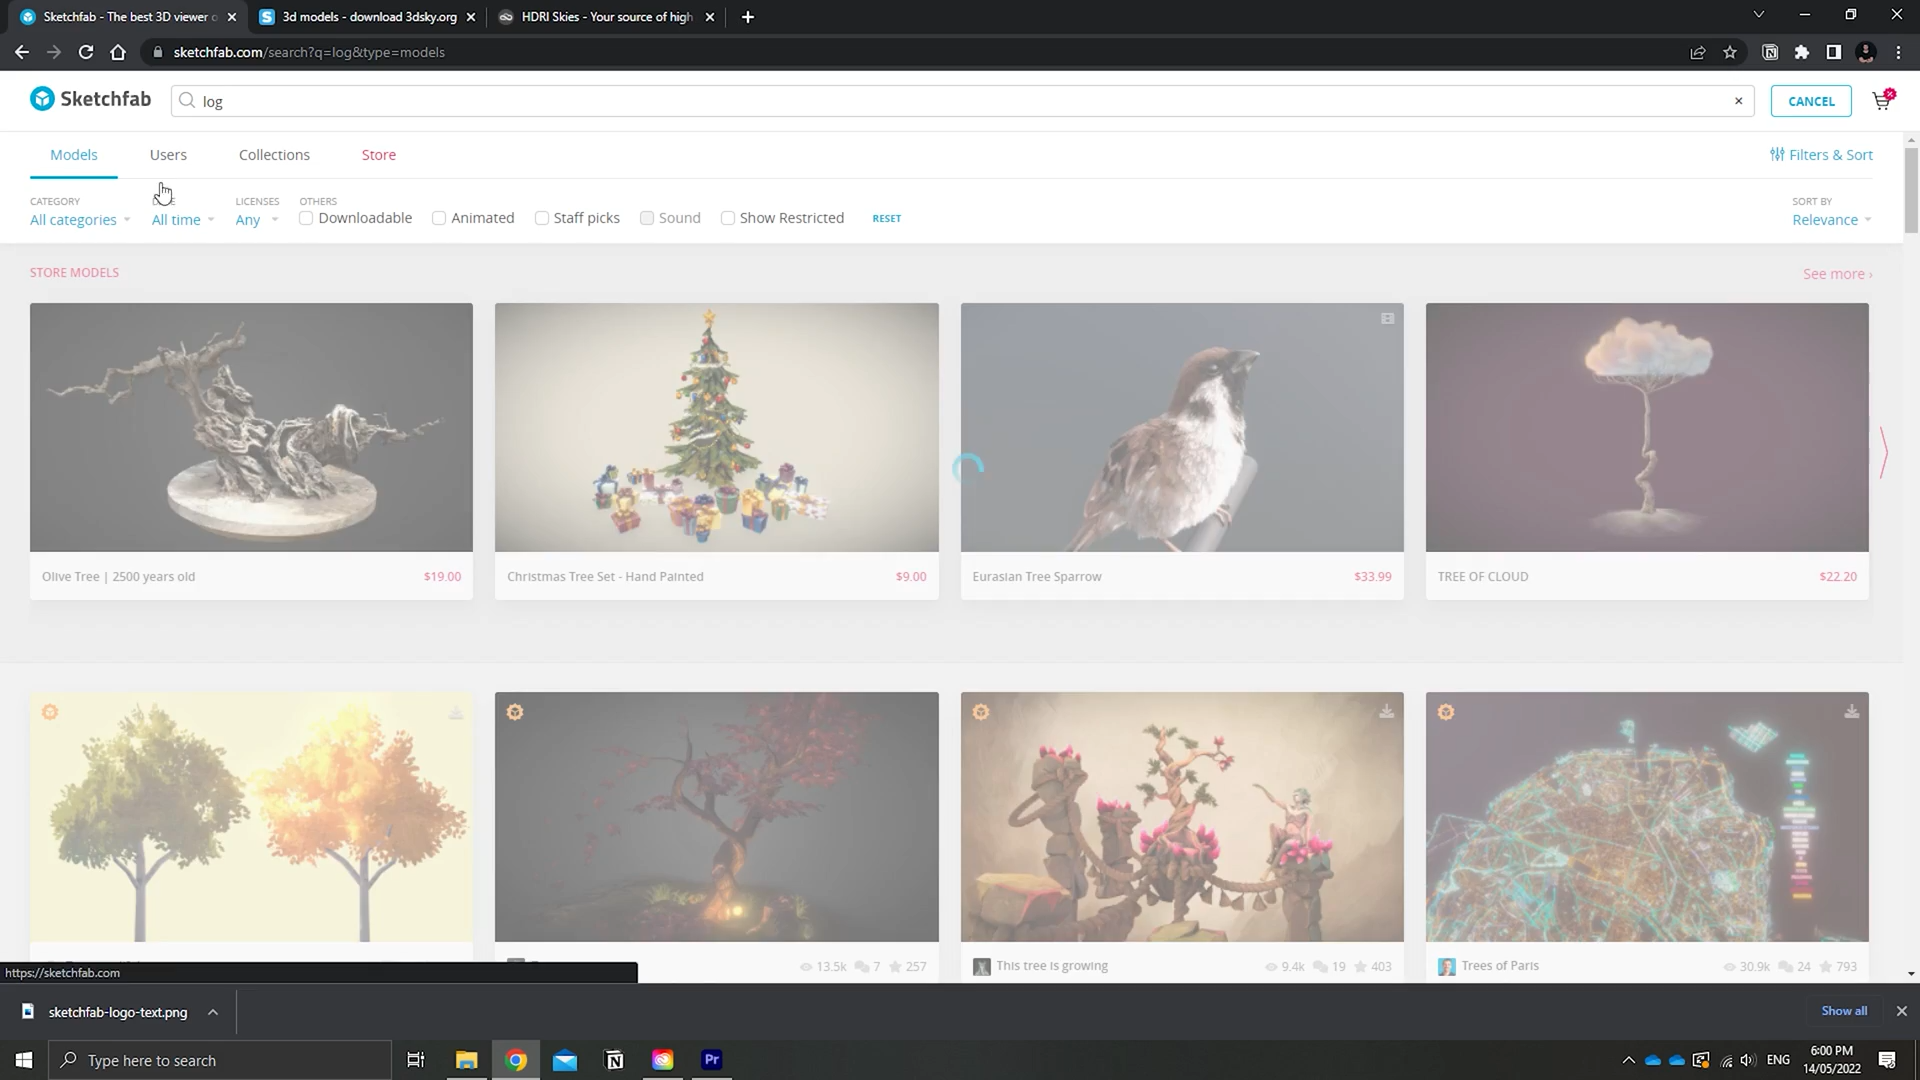 Sketchfab - The best 3D viewer o
3d models - download 3dsky.org
HDRI Skies - Your source of high
sketchfab.com/search?q=log&type=models
Sketchfab
log
CANCEL
Models
Users
Collections
Store
Filters & Sort
CATEGORY
LICENSES
OTHERS
SORT BY
All categories
All time
Any
Downloadable
Animated
Staff picks
Sound
Show Restricted
RESET
Relevance
STORE MODELS
See more ›
Olive Tree | 2500 years old
$19.00
Christmas Tree Set - Hand Painted
$9.00
Eurasian Tree Sparrow
$33.99
TREE OF CLOUD
$22.20
13.5k
7
257
This tree is growing
9.4k
19
403
Trees of Paris
30.9k
24
793
https://sketchfab.com
sketchfab-logo-text.png
Show all
Type here to search
Pr
ENG
6:00 PM
14/05/2022